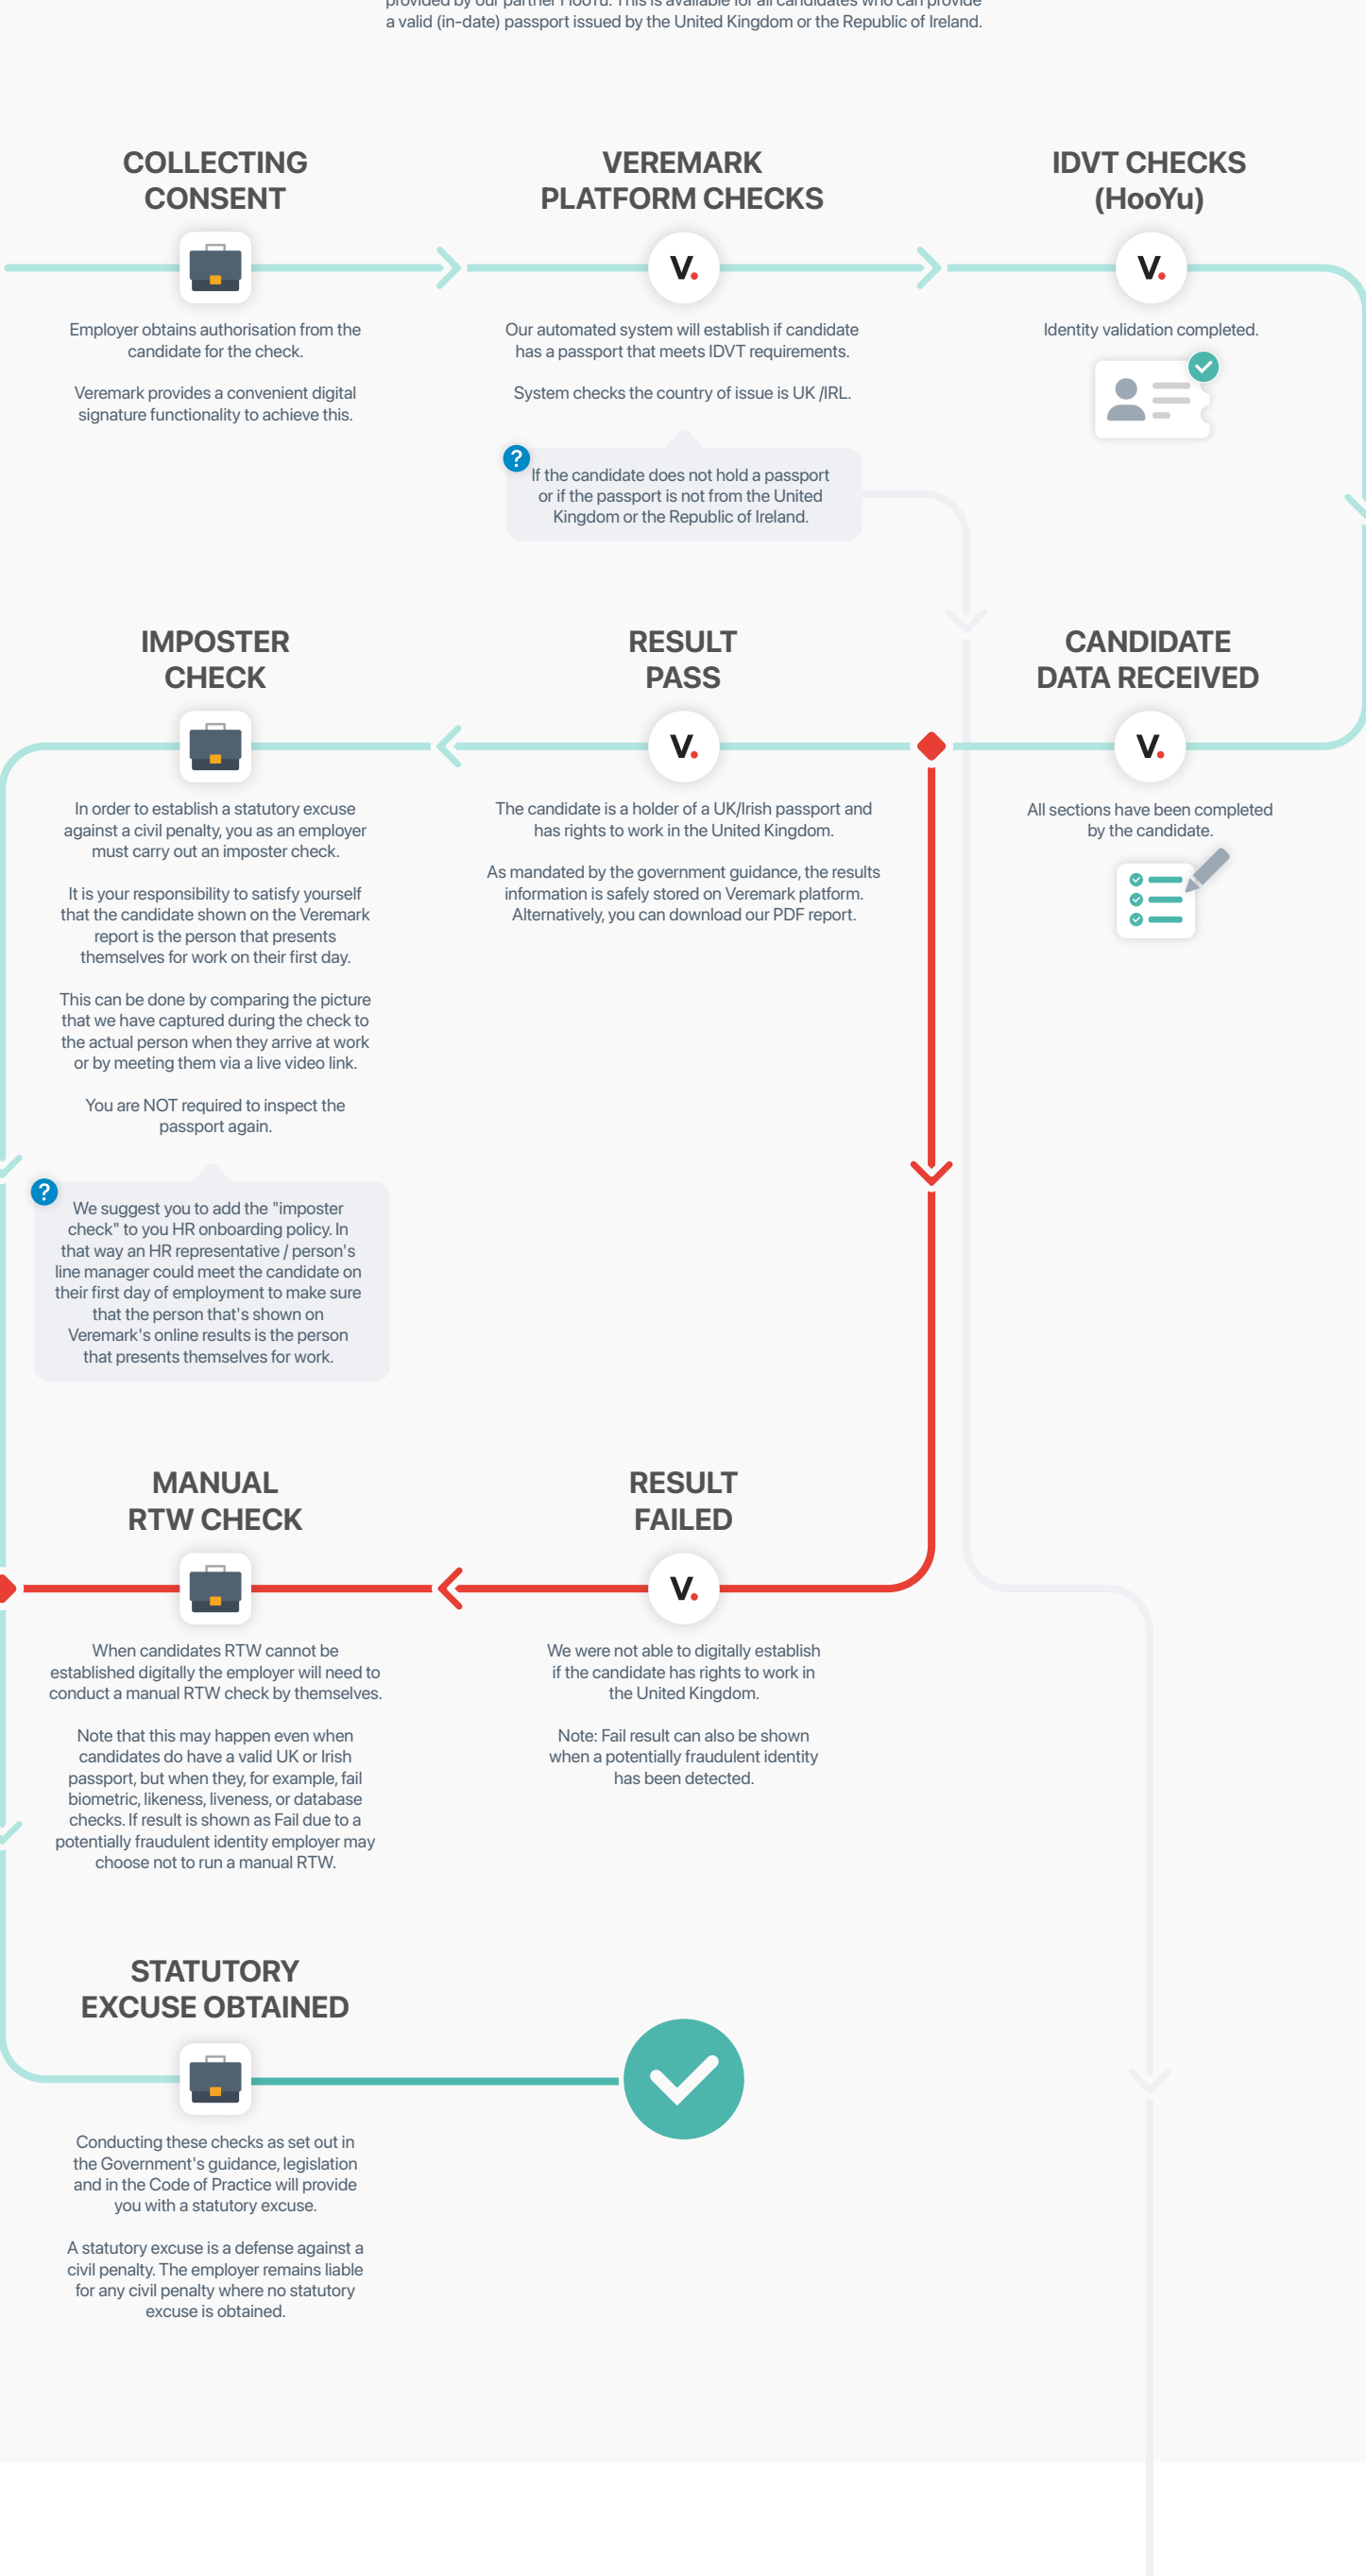 provided by our partner HooYu. This is available for all candidates who can provide
a valid (in-date) passport issued by the United Kingdom or the Republic of Ireland.
COLLECTING
CONSENT
Employer obtains authorisation from the
candidate for the check.
Veremark provides a convenient digital
signature functionality to achieve this.
VEREMARK
PLATFORM CHECKS
V.
Our automated system will establish if candidate
has a passport that meets IDVT requirements.
System checks the country of issue is UK /IRL.
?
If the candidate does not hold a passport
or if the passport is not from the United
Kingdom or the Republic of Ireland.
IDVT CHECKS
(HooYu)
V.
Identity validation completed.
CANDIDATE
DATA RECEIVED
V.
All sections have been completed
by the candidate.
RESULT
PASS
V.
The candidate is a holder of a UK/Irish passport and
has rights to work in the United Kingdom.
As mandated by the government guidance, the results
information is safely stored on Veremark platform.
Alternatively, you can download our PDF report.
IMPOSTER
CHECK
In order to establish a statutory excuse
against a civil penalty, you as an employer
must carry out an imposter check.
It is your responsibility to satisfy yourself
that the candidate shown on the Veremark
report is the person that presents
themselves for work on their first day.
This can be done by comparing the picture
that we have captured during the check to
the actual person when they arrive at work
or by meeting them via a live video link.
You are NOT required to inspect the
passport again.
?
We suggest you to add the "imposter
check" to you HR onboarding policy. In
that way an HR representative / person's
line manager could meet the candidate on
their first day of employment to make sure
that the person that's shown on
Veremark's online results is the person
that presents themselves for work.
RESULT
FAILED
V.
We were not able to digitally establish
if the candidate has rights to work in
the United Kingdom.
Note: Fail result can also be shown
when a potentially fraudulent identity
has been detected.
MANUAL
RTW CHECK
When candidates RTW cannot be
established digitally the employer will need to
conduct a manual RTW check by themselves.
Note that this may happen even when
candidates do have a valid UK or Irish
passport, but when they, for example, fail
biometric, likeness, liveness, or database
checks. If result is shown as Fail due to a
potentially fraudulent identity employer may
choose not to run a manual RTW.
STATUTORY
EXCUSE OBTAINED
Conducting these checks as set out in
the Government's guidance, legislation
and in the Code of Practice will provide
you with a statutory excuse.
A statutory excuse is a defense against a
civil penalty. The employer remains liable
for any civil penalty where no statutory
excuse is obtained.